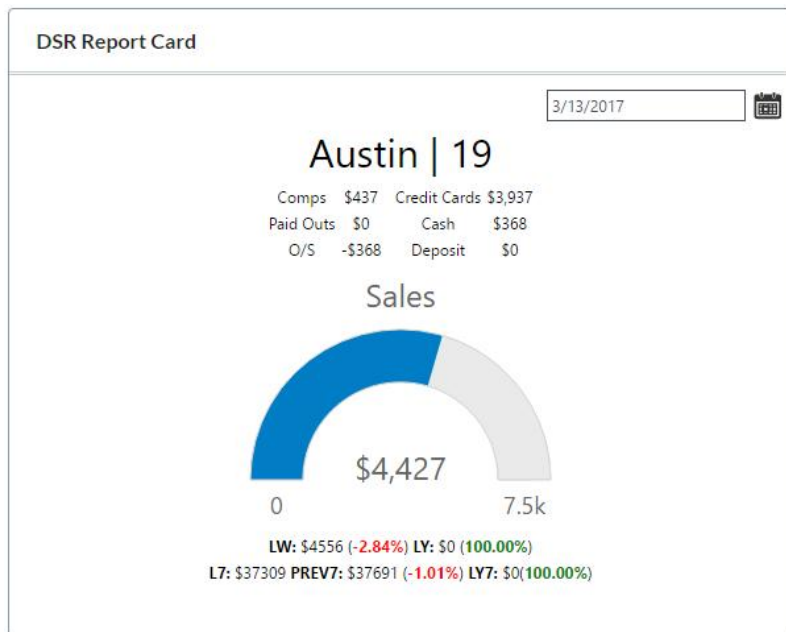 DSR Report Card
3/13/2017
Austin | 19
Comps $437 Credit Cards $3,937
Paid Outs $0 Cash $368
O/S -$368 Deposit $0
Sales
$4,427
0 7.5k
LW: $4556 (-2.84%) LY: $0 (100.00%)
L7: $37309 PREV7: $37691 (-1.01%) LY7: $0(100.00%)